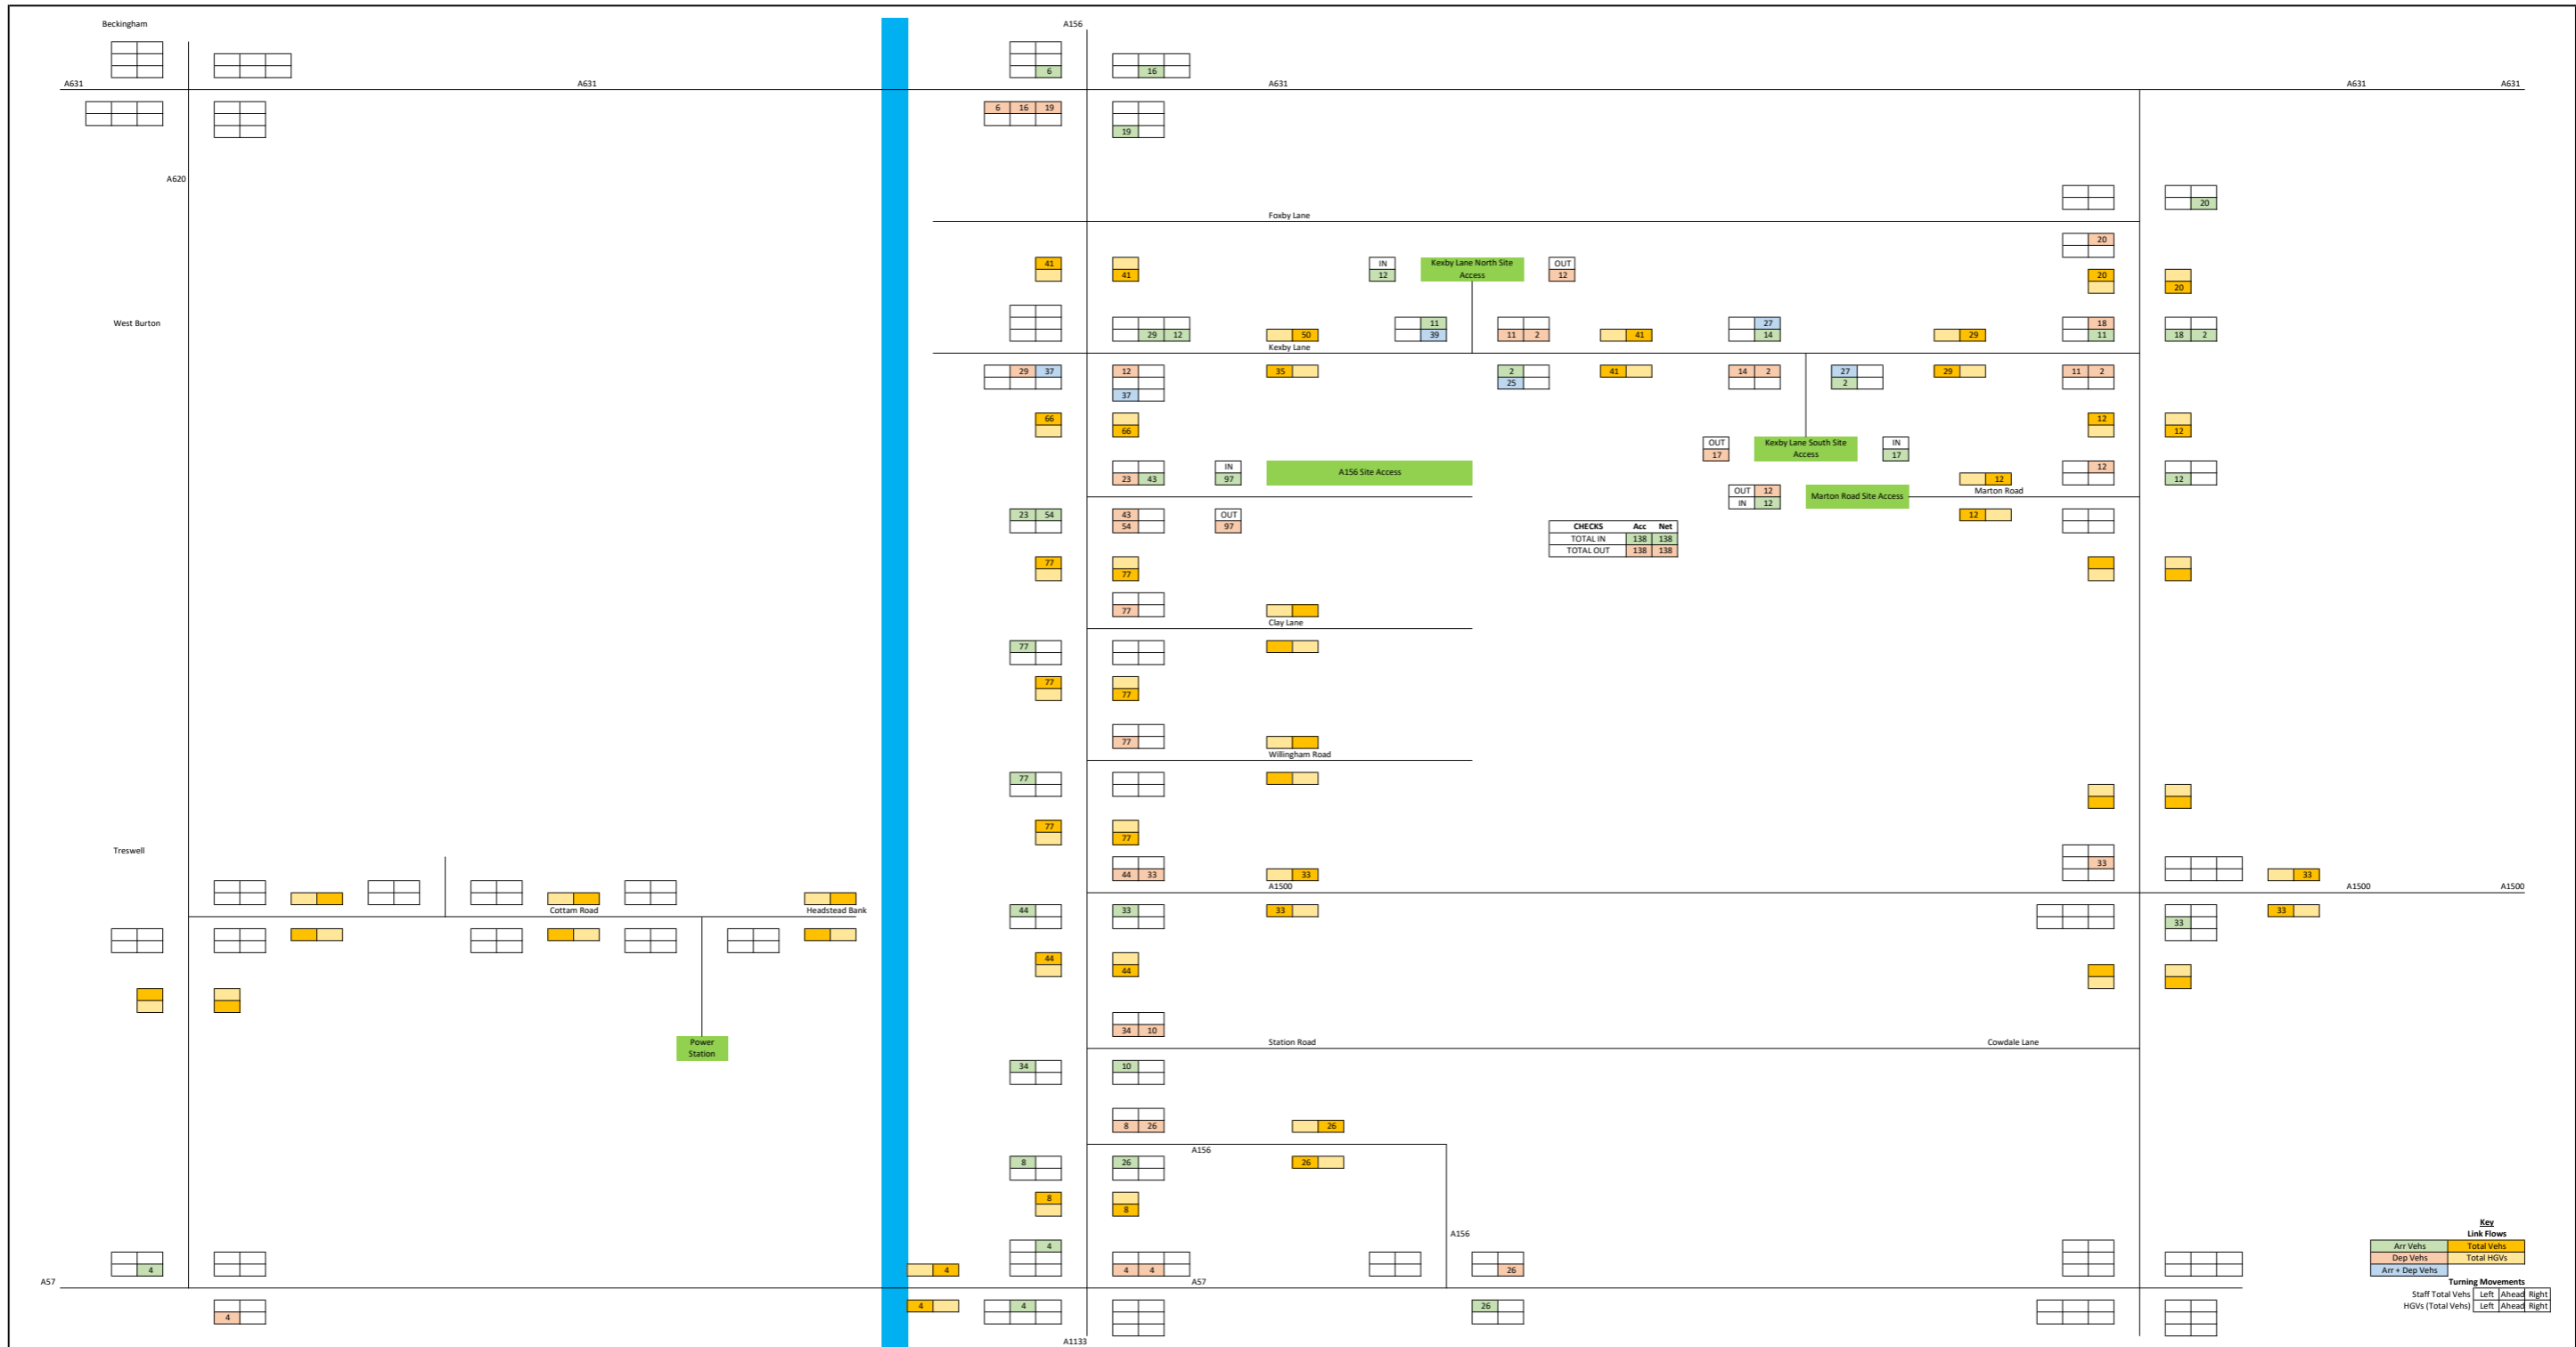 Beckingham A156
6 16
A631 A631 A631 A631 A631
6 16 19
19
A620
20
Foxby Lane
20
41 IN Kexby Lane North Site OUT
41 12 Access 12 20
20
West Burton 11 27 18
29 12 50 39 11 2 41 14 29 11 18 2
Kexby Lane
29 37 12 35 2 41 14 2 27 29 11 2
37 25 2
66 12
66 12
OUT Kexby Lane South Site IN
17 Access 17
23 43 IN A156 Site Access 12 12
97 12
OUT 12 Marton Road Site Access Marton Road
IN 12
23 54 43 OUT 12
54 97
CHECKS Acc Net
TOTAL IN 138 138
TOTAL OUT 138 138
77
77
77
Clay Lane
77
77
77
77
Willingham Road
77
77
77
Treswell 33
44 33 33 33
A1500 A1500 A1500
Cottam Road Headstead Bank
44 33 33 33
33
44
44
34 10
Power
Station
Station Road Cowdale Lane
34 10
8 26 26
A156
8 26 26
8
8
A156
4
4 4 4 4 26
A57 A57
4 4 4 26
A1133
Key
Link Flows
Arr Vehs Total Vehs
Dep Vehs Total HGVs
Arr + Dep Vehs
Turning Movements
Staff Total Vehs Left Ahead Right
HGVs (Total Vehs) Left Ahead Right